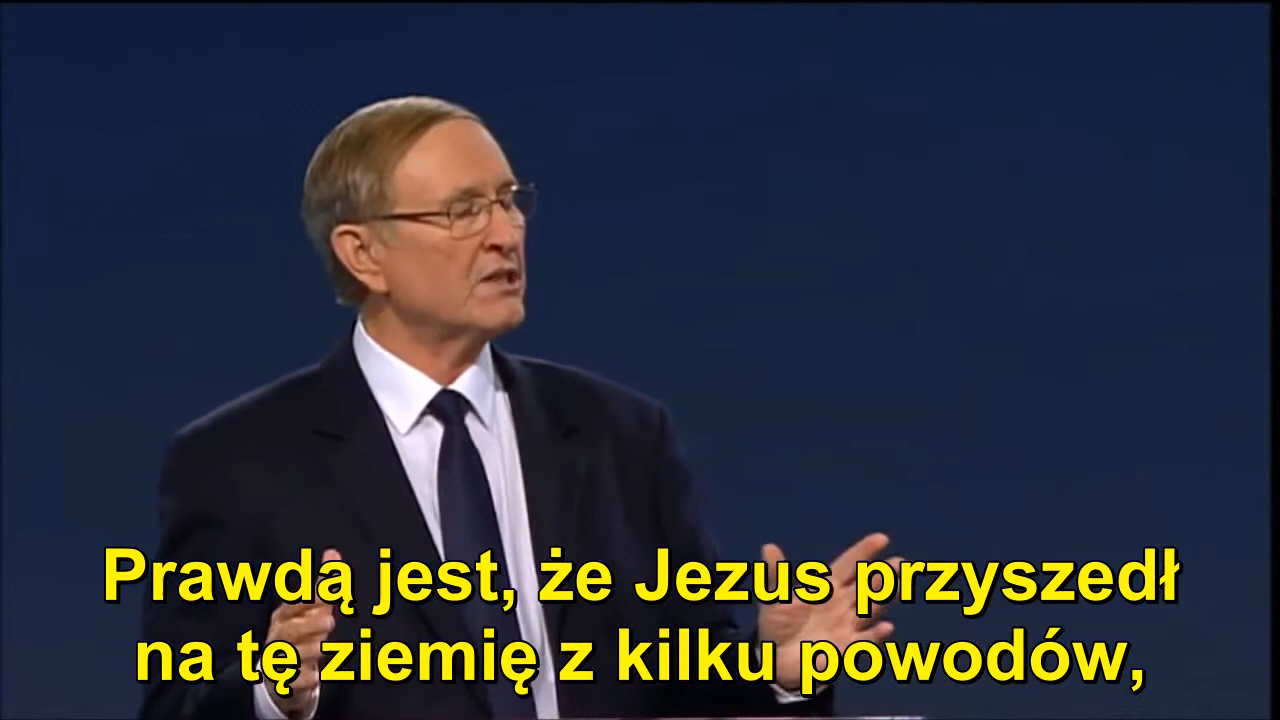 Prawdą jest, że Jezus przyszedł
na tę ziemię z kilku powodów,